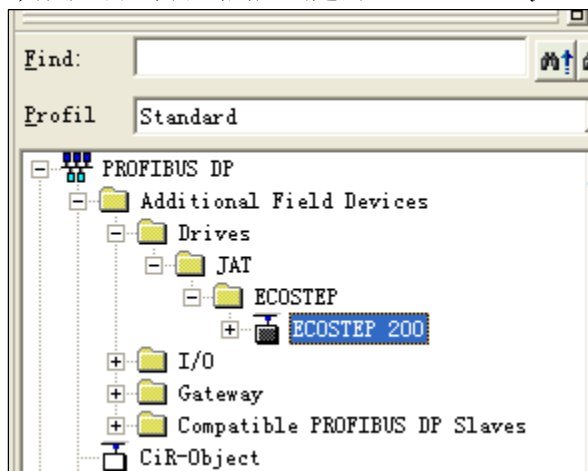 Find:
Profil Standard
PROFIBUS DP
Additional Field Devices
Drives
JAT
ECOSTEP
ECOSTEP 200
I/O
Gateway
Compatible PROFIBUS DP Slaves
CiR-Object